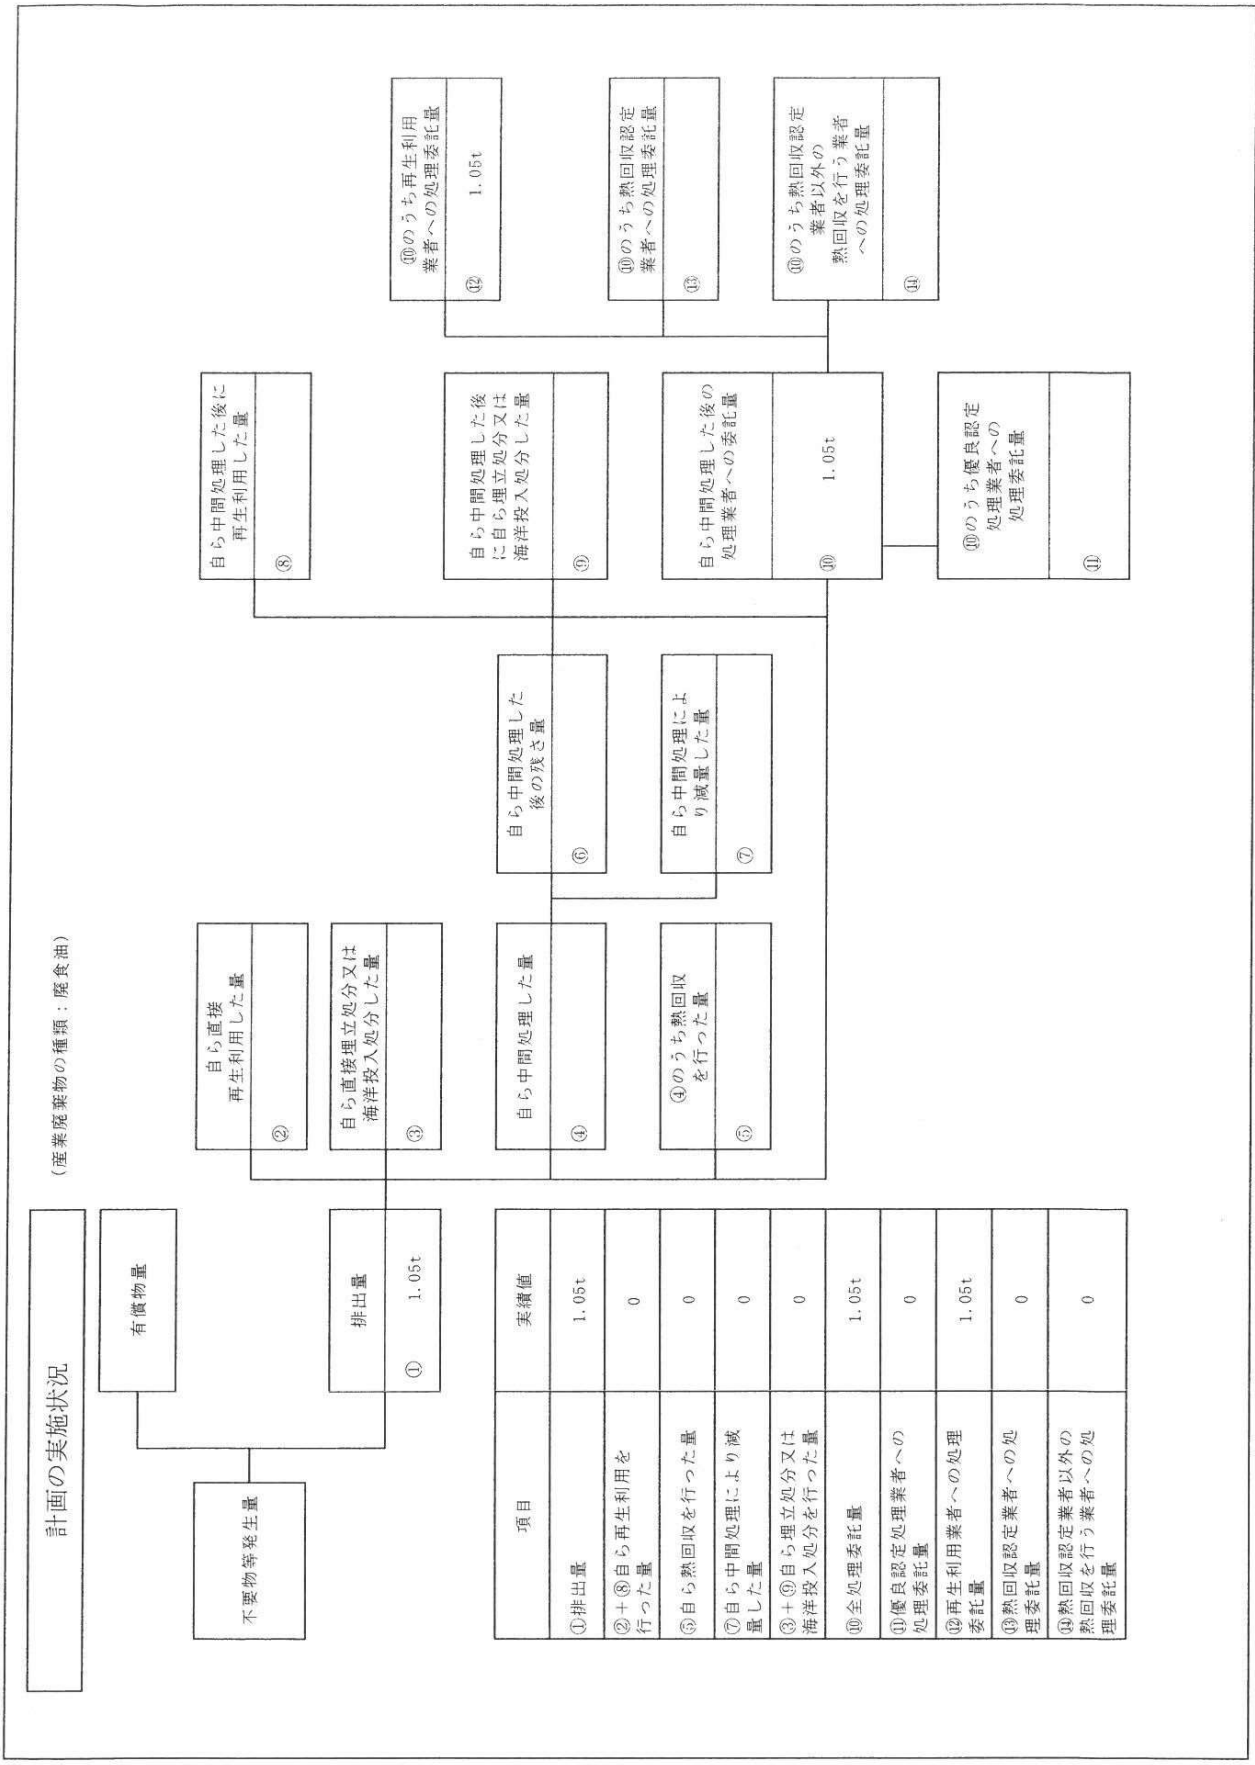 計画の実施状況
(産業廃棄物の種類：廃食油)
不要物等発生量
有償物量
排出量
① 1.05t
自ら直接
再生利用した量
②
自ら直接埋立処分又は
海洋投入処分した量
③
自ら中間処理した量
④
④のうち熱回収
を行った量
⑤
自ら中間処理した
後の残さ量
⑥
自ら中間処理によ
り減量した量
⑦
自ら中間処理した後に
再生利用した量
⑧
自ら中間処理した後
に自ら埋立処分又は
海洋投入処分した量
⑨
自ら中間処理した後の
処理業者への委託量
⑩ 1.05t
⑩のうち優良認定
処理業者への
処理委託量
⑪
⑩のうち再生利用
業者への処理委託量
⑫ 1.05t
⑩のうち熱回収認定
業者への処理委託量
⑬
⑩のうち熱回収認定
業者以外の
熱回収を行う業者
への処理委託量
⑭
項目 実績値
①排出量 1.05t
②+⑧自ら再生利用を
行った量 0
⑤自ら熱回収を行った量 0
⑦自ら中間処理により減
量した量 0
③+⑨自ら埋立処分又は
海洋投入処分を行った量 0
⑩全処理委託量 1.05t
⑪優良認定処理業者への
処理委託量 0
⑫再生利用業者への処理
委託量 1.05t
⑬熱回収認定業者への処
理委託量 0
⑭熱回収認定業者以外の
熱回収を行う業者への処
理委託量 0